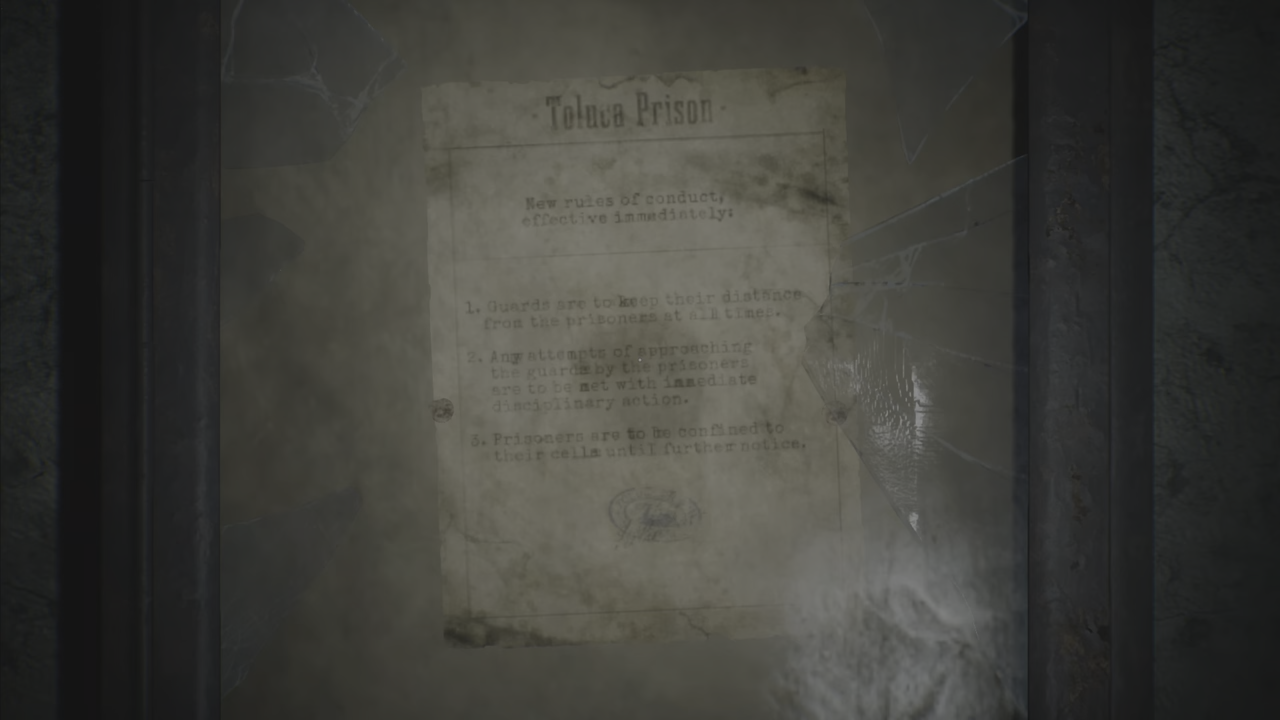 Toluca Prison
New rules of conduct,
effective immediately:
1. Guards are to keep their distance
from the prisoners at all times.
2. Any attempts of approaching
the guards by the prisoners
are to be met with immediate
disciplinary action.
3. Prisoners are to be confined to
their cells until further notice.